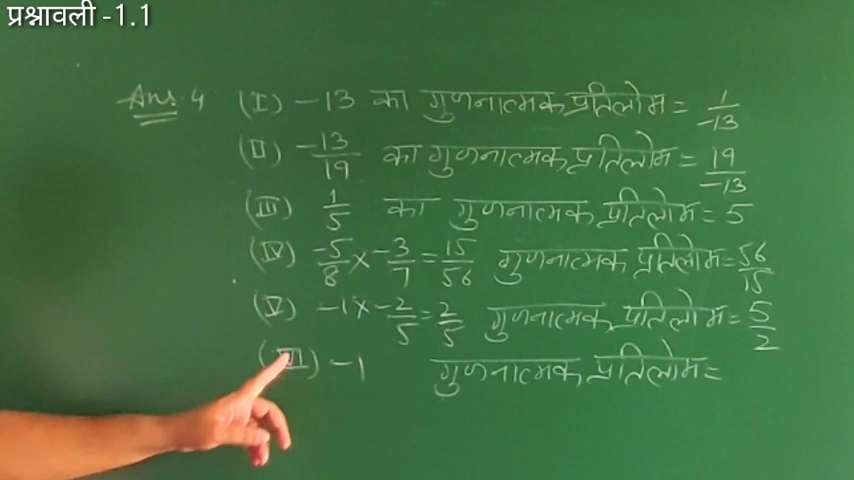 प्रश्नावली -1.1
Ans. 4 (I) -13 का गुणनात्मक प्रतिलोम = 1/-13
(II) -13/19 का गुणनात्मक प्रतिलोम = 19/-13
(III) 1/5 का गुणनात्मक प्रतिलोम = 5
(IV) -5/8 × -3/7 = 15/56 गुणनात्मक प्रतिलोम = 56/15
(V) -1 × -2/5 = 2/5 गुणनात्मक प्रतिलोम = 5/2
(VI) -1 गुणनात्मक प्रतिलोम =